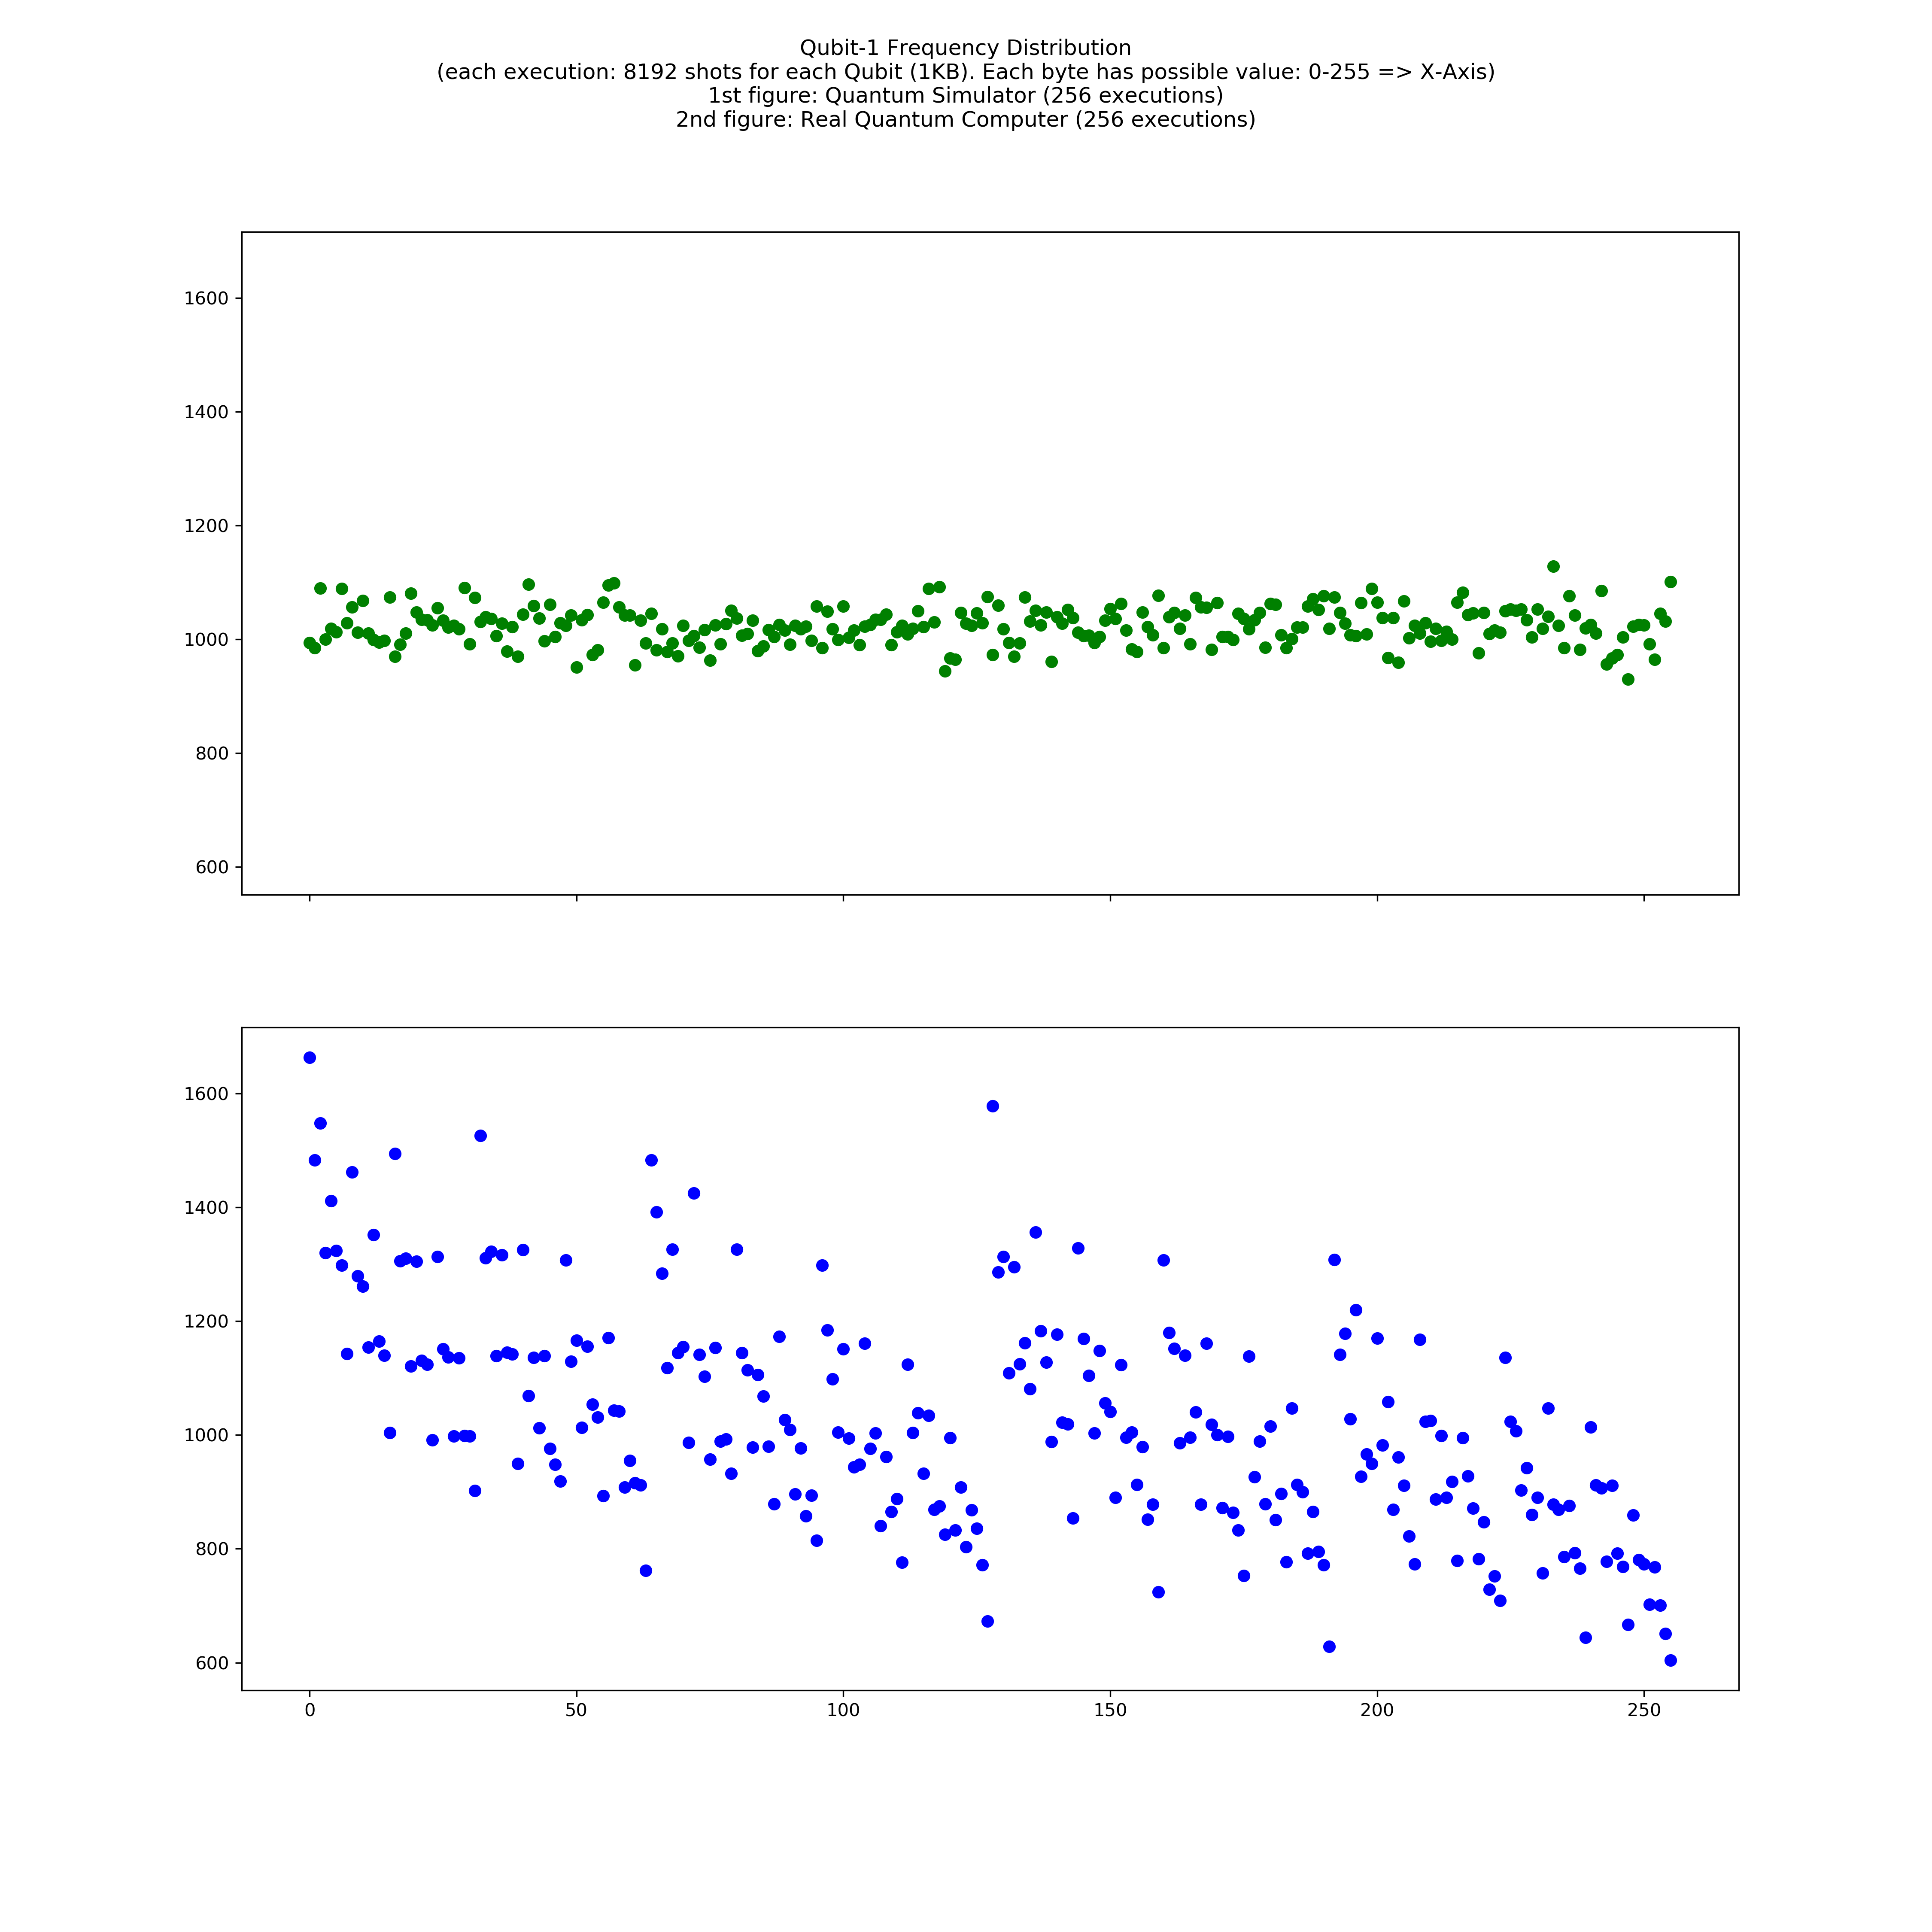 Qubit-1 Frequency Distribution
(each execution: 8192 shots for each Qubit (1KB). Each byte has possible value: 0-255 => X-Axis)
1st figure: Quantum Simulator (256 executions)
2nd figure: Real Quantum Computer (256 executions)
1600
1400
1200
1000
800
600
1600
1400
1200
1000
800
600
0 50 100 150 200 250